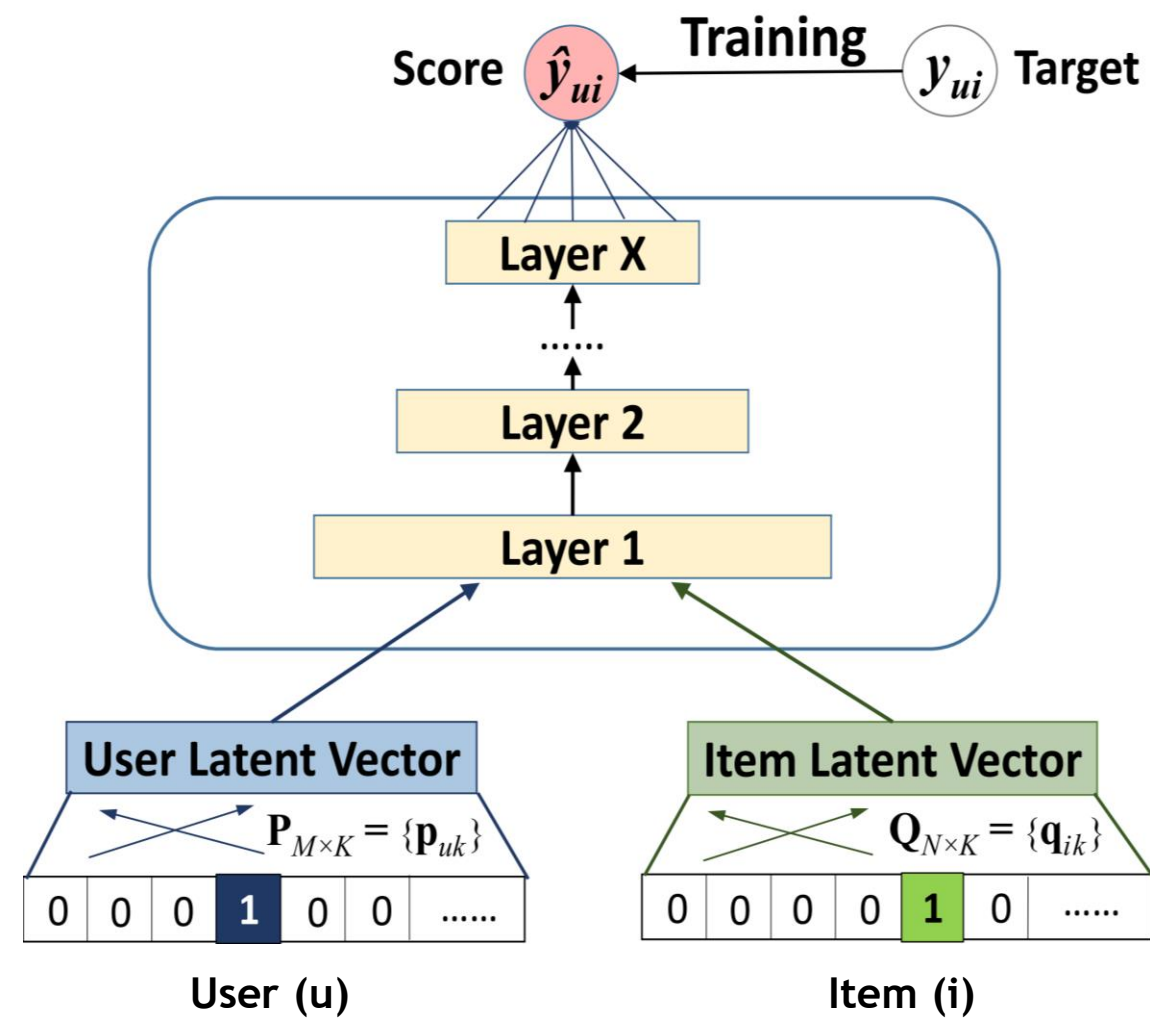 Training
Score ŷui yui Target
Layer X
......
Layer 2
Layer 1
User Latent Vector Item Latent Vector
PM×K = {puk} QN×K = {qik}
0 0 0 1 0 0 ...... 0 0 0 0 1 0 ......
User (u) Item (i)